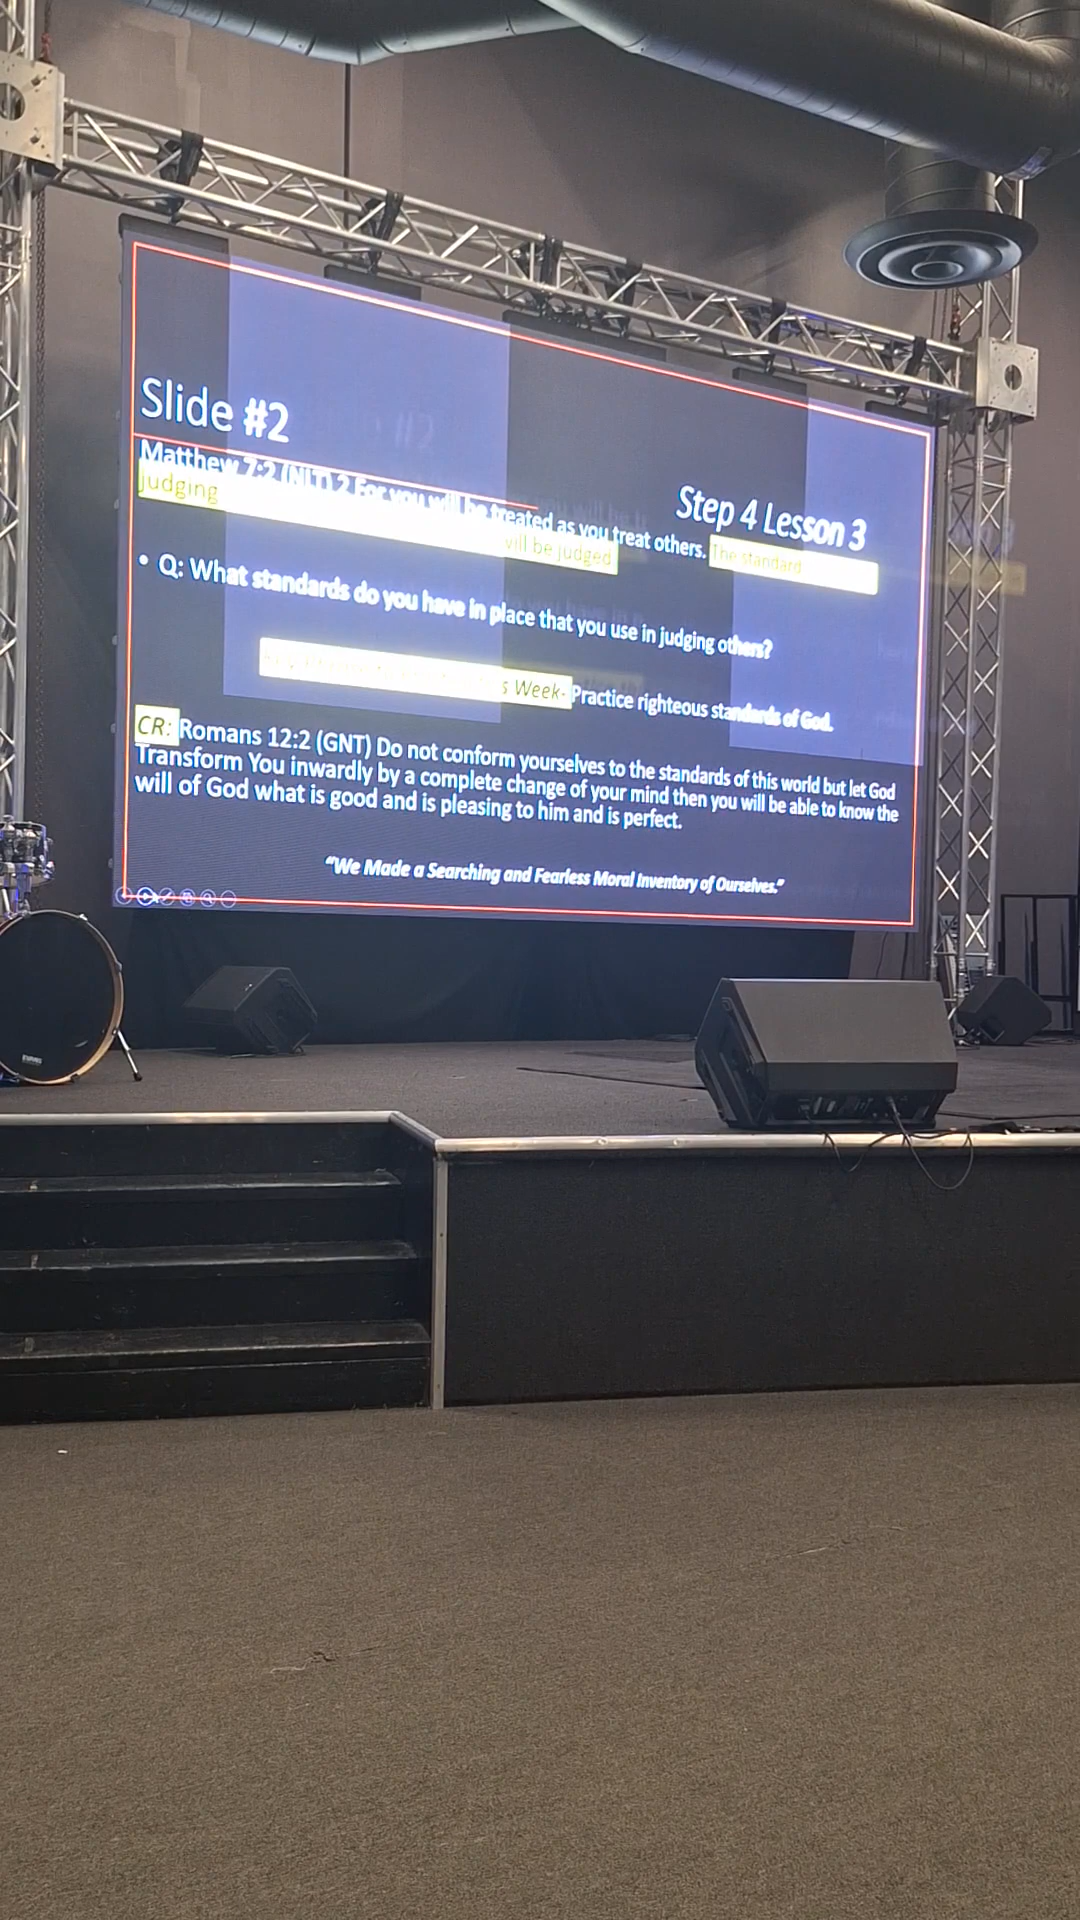 Slide #2
Step 4 Lesson 3
Matthew 7:2 (NLT) 2 For you will be treated as you treat others. The standard
judging will be judged
• Q: What standards do you have in place that you use in judging others?
Week- Practice righteous standards of God.
CR: Romans 12:2 (GNT) Do not conform yourselves to the standards of this world but let God
Transform You inwardly by a complete change of your mind then you will be able to know the
will of God what is good and is pleasing to him and is perfect.
"We Made a Searching and Fearless Moral Inventory of Ourselves."